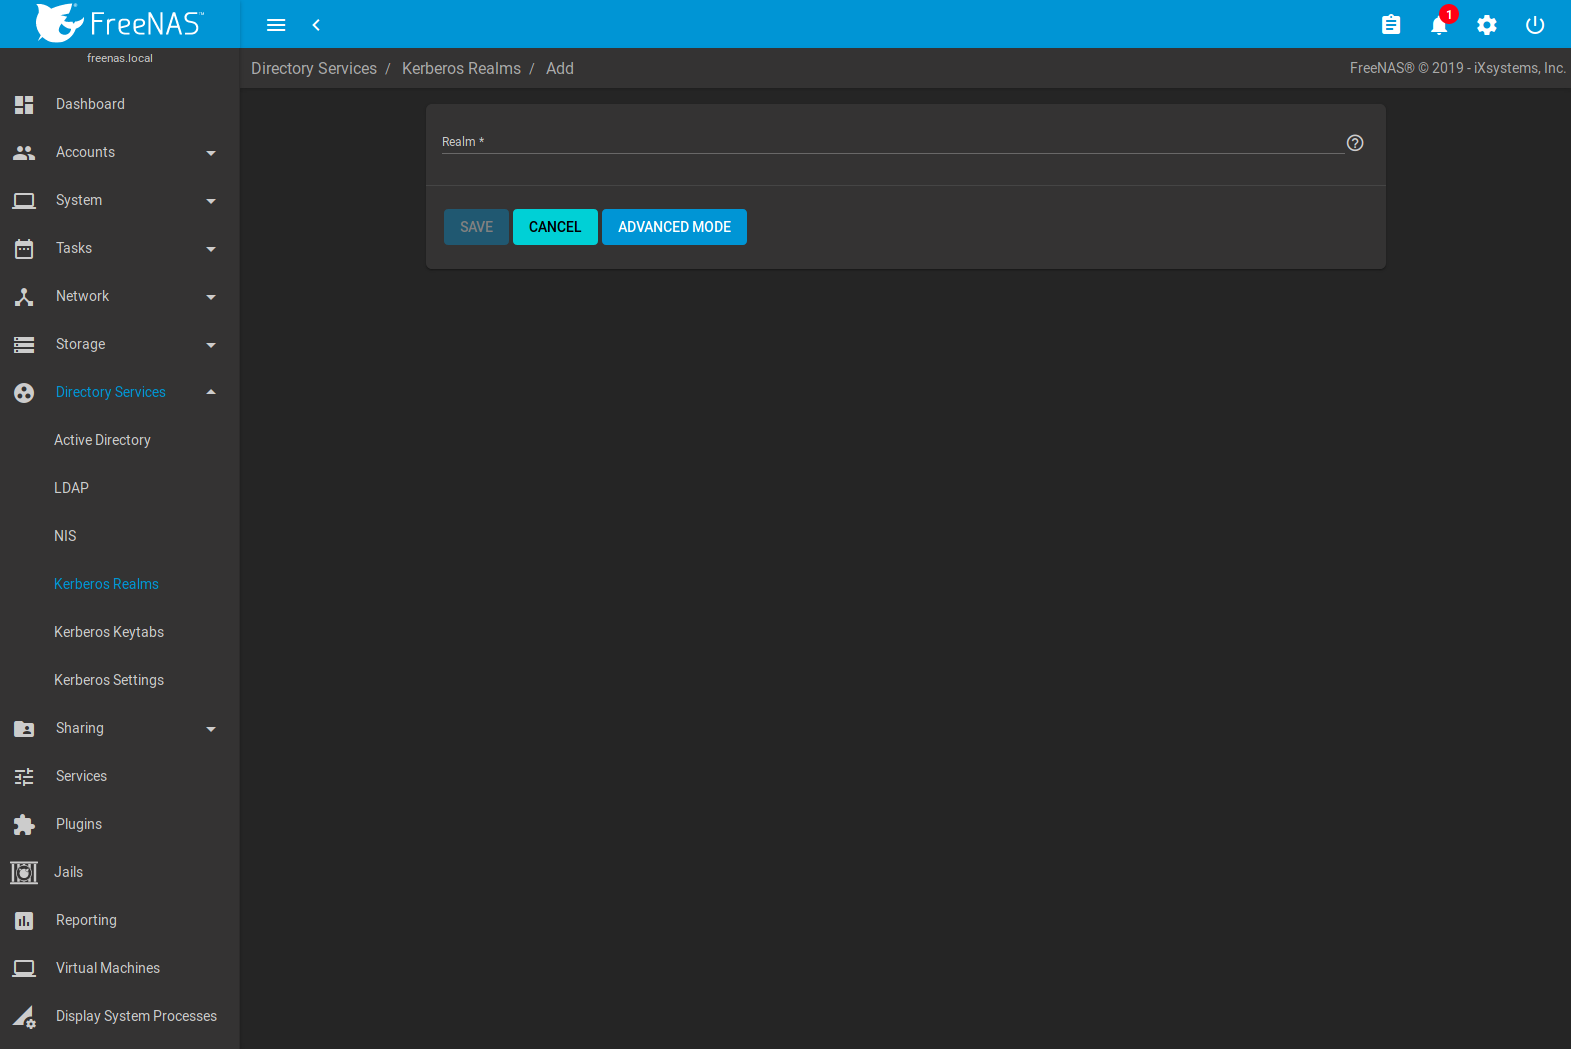 FreeNAS™
1
freenas.local
Directory Services / Kerberos Realms / Add
FreeNAS® © 2019 - iXsystems, Inc.
Dashboard
Accounts
System
Tasks
Network
Storage
Directory Services
Active Directory
LDAP
NIS
Kerberos Realms
Kerberos Keytabs
Kerberos Settings
Sharing
Services
Plugins
Jails
Reporting
Virtual Machines
Display System Processes
Realm *
SAVE CANCEL ADVANCED MODE